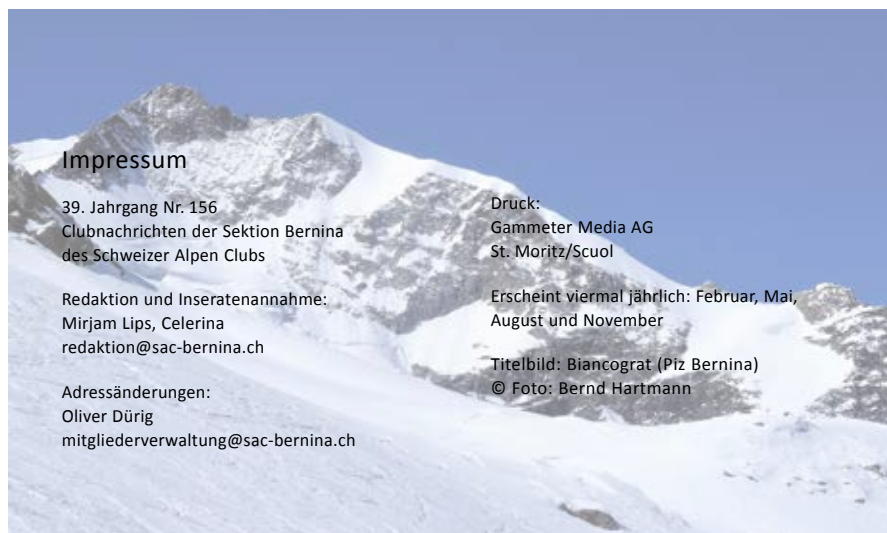 Impressum
39. Jahrgang Nr. 156
Clubnachrichten der Sektion Bernina
des Schweizer Alpen Clubs
Redaktion und Inseratenannahme:
Mirjam Lips, Celerina
redaktion@sac-bernina.ch
Adressänderungen:
Oliver Dürig
mitgliederverwaltung@sac-bernina.ch
Druck:
Gammeter Media AG
St. Moritz/Scuol
Erscheint viermal jährlich: Februar, Mai,
August und November
Titelbild: Biancograt (Piz Bernina)
© Foto: Bernd Hartmann